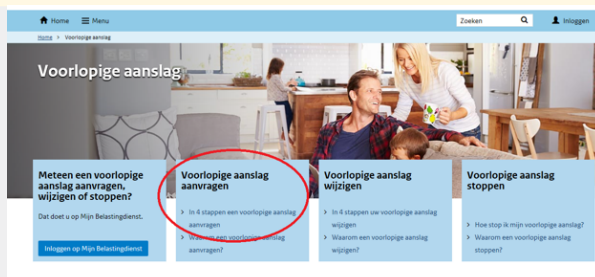 Home
Menu
Zoeken
Inloggen
Home > Voorlopige aanslag
Voorlopige aanslag
Meteen een voorlopige
aanslag aanvragen,
wijzigen of stoppen?
Dat doet u op Mijn Belastingdienst.
Inloggen op Mijn Belastingdienst
Voorlopige aanslag
aanvragen
> In 4 stappen een voorlopige aanslag
aanvragen
> Waarom een voorlopige aanslag
aanvragen?
Voorlopige aanslag
wijzigen
> In 4 stappen uw voorlopige aanslag
wijzigen
> Waarom een voorlopige aanslag
wijzigen?
Voorlopige aanslag
stoppen
> Hoe stop ik mijn voorlopige aanslag?
> Waarom een voorlopige aanslag
stoppen?